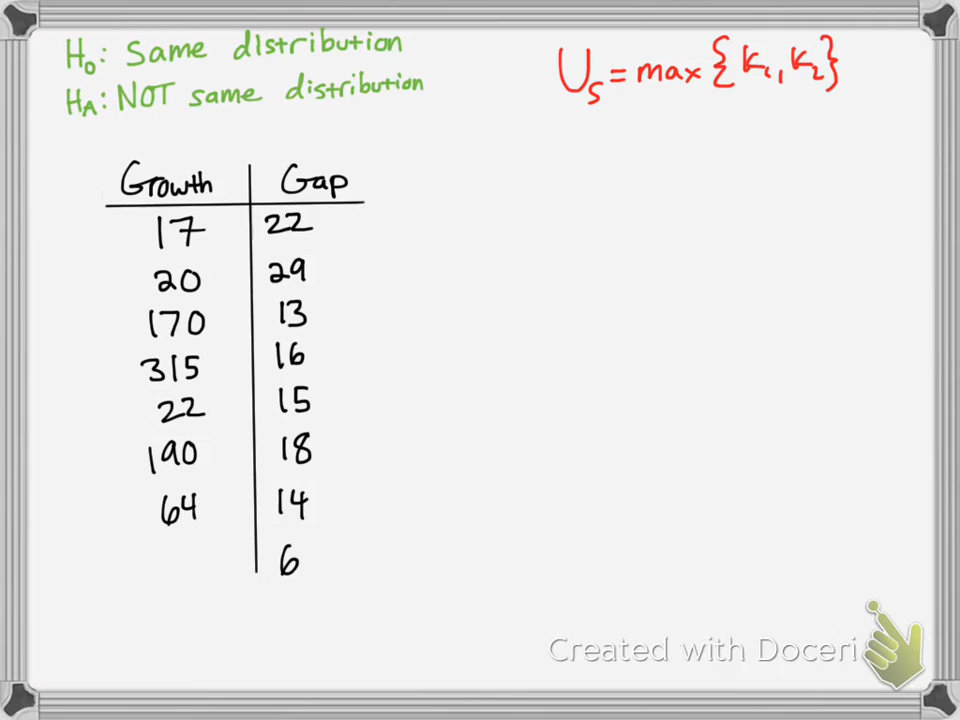 H₀: Same distribution
Hₐ: NOT same distribution
Uₛ = max {K₁, K₂}
Growth Gap
17 22
20 29
170 13
315 16
22 15
190 18
64 14
6
Created with Doceri